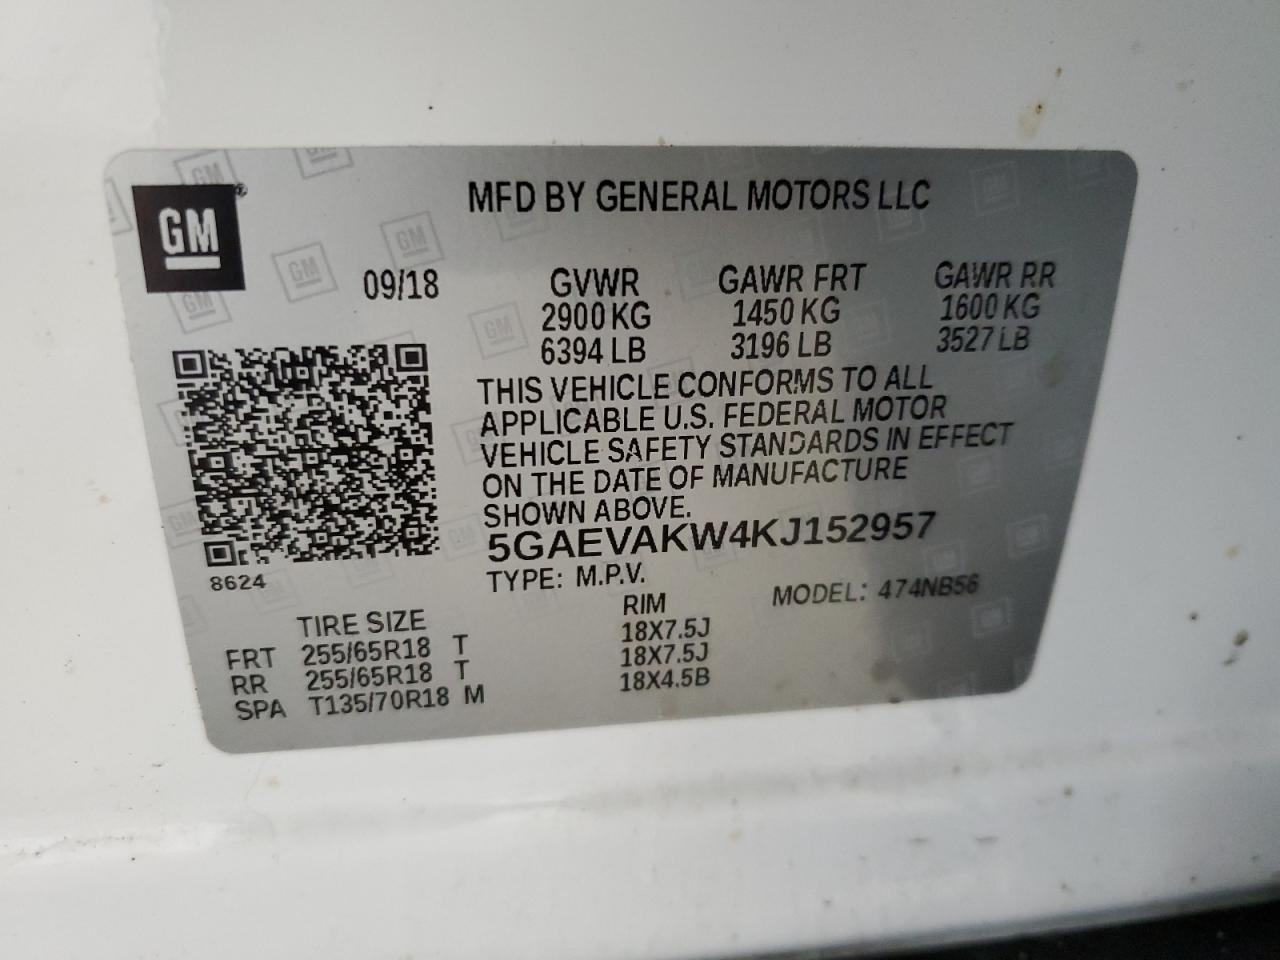 GM ®
MFD BY GENERAL MOTORS LLC
09/18 GVWR GAWR FRT GAWR RR
2900 KG 1450 KG 1600 KG
6394 LB 3196 LB 3527 LB
THIS VEHICLE CONFORMS TO ALL
APPLICABLE U.S. FEDERAL MOTOR
VEHICLE SAFETY STANDARDS IN EFFECT
ON THE DATE OF MANUFACTURE
SHOWN ABOVE.
5GAEVAKW4KJ152957
8624
TYPE: M.P.V. MODEL: 474NB56
TIRE SIZE RIM
FRT 255/65R18 T 18X7.5J
RR 255/65R18 T 18X7.5J
SPA T135/70R18 M 18X4.5B